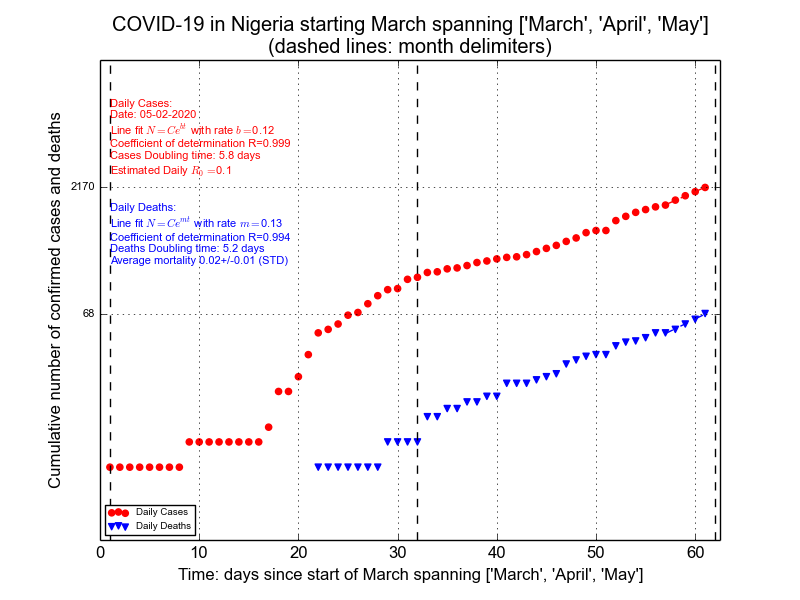 COVID-19 in Nigeria starting March spanning ['March', 'April', 'May']
(dashed lines: month delimiters)
Cumulative number of confirmed cases and deaths
2170
68
Daily Cases:
Date: 05-02-2020
Line fit N = Ce^{bt} with rate b = 0.12
Coefficient of determination R=0.999
Cases Doubling time: 5.8 days
Estimated Daily R_0 = 0.1
Daily Deaths:
Line fit N = Ce^{mt} with rate m = 0.13
Coefficient of determination R=0.994
Deaths Doubling time: 5.2 days
Average mortality 0.02+/-0.01 (STD)
Daily Cases
Daily Deaths
0 10 20 30 40 50 60
Time: days since start of March spanning ['March', 'April', 'May']